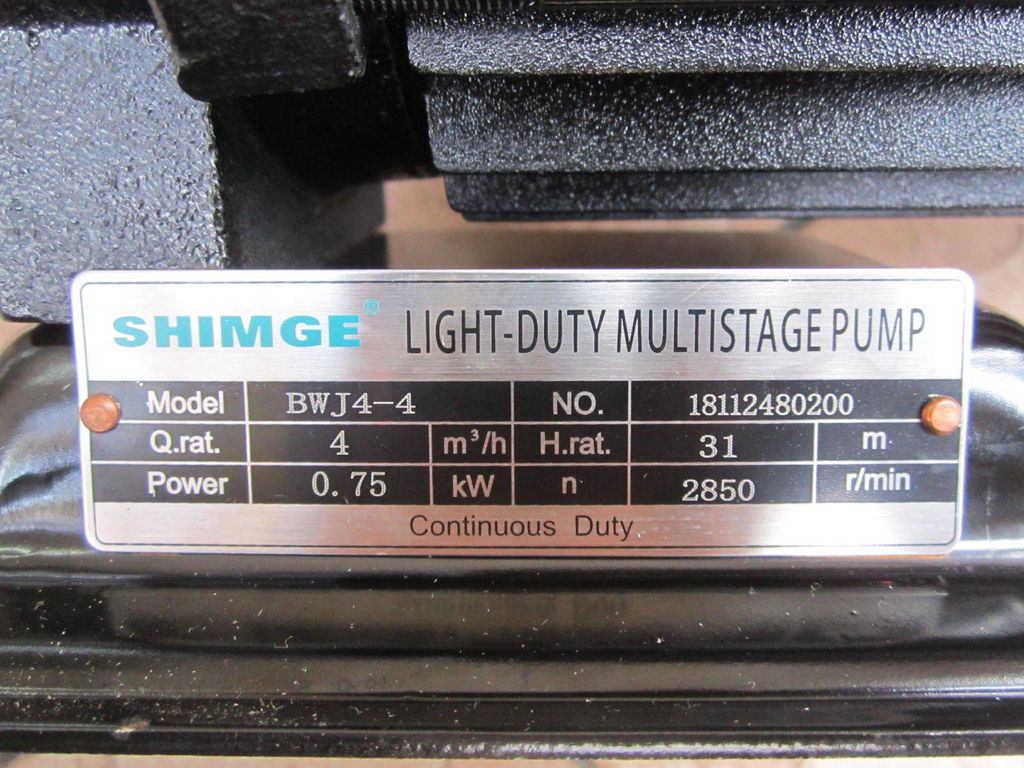 SHIMGE® LIGHT-DUTY MULTISTAGE PUMP
Model BWJ4-4 NO. 18112480200
Q.rat. 4 m³/h H.rat. 31 m
Power 0.75 kW n 2850 r/min
Continuous Duty